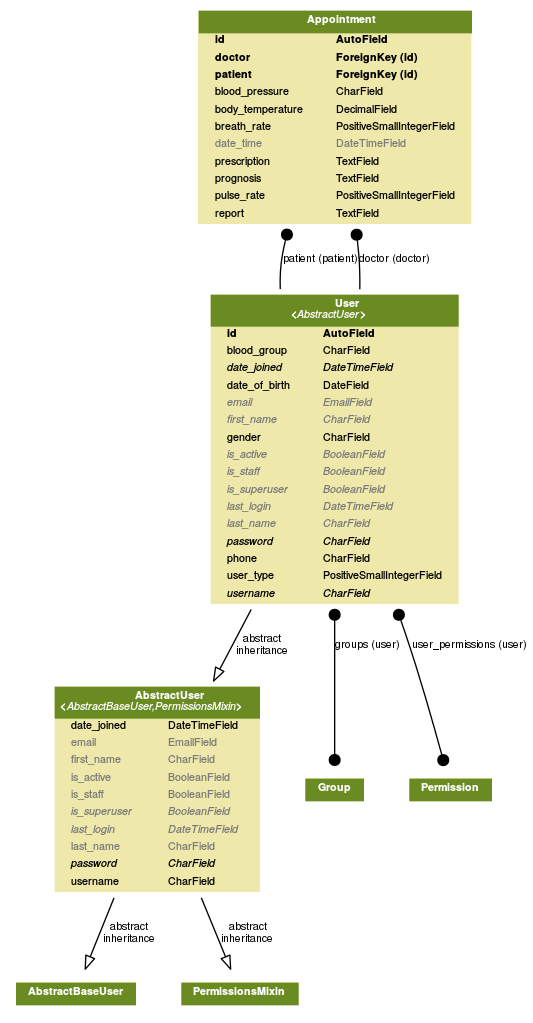 Appointment
id AutoField
doctor ForeignKey (id)
patient ForeignKey (id)
blood_pressure CharField
body_temperature DecimalField
breath_rate PositiveSmallIntegerField
date_time DateTimeField
prescription TextField
prognosis TextField
pulse_rate PositiveSmallIntegerField
report TextField
patient (patient) doctor (doctor)
User
<AbstractUser>
id AutoField
blood_group CharField
date_joined DateTimeField
date_of_birth DateField
email EmailField
first_name CharField
gender CharField
is_active BooleanField
is_staff BooleanField
is_superuser BooleanField
last_login DateTimeField
last_name CharField
password CharField
phone CharField
user_type PositiveSmallIntegerField
username CharField
abstract
inheritance
groups (user) user_permissions (user)
AbstractUser
<AbstractBaseUser,PermissionsMixin>
date_joined DateTimeField
email EmailField
first_name CharField
is_active BooleanField
is_staff BooleanField
is_superuser BooleanField
last_login DateTimeField
last_name CharField
password CharField
username CharField
Group
Permission
abstract
inheritance
abstract
inheritance
AbstractBaseUser
PermissionsMixin